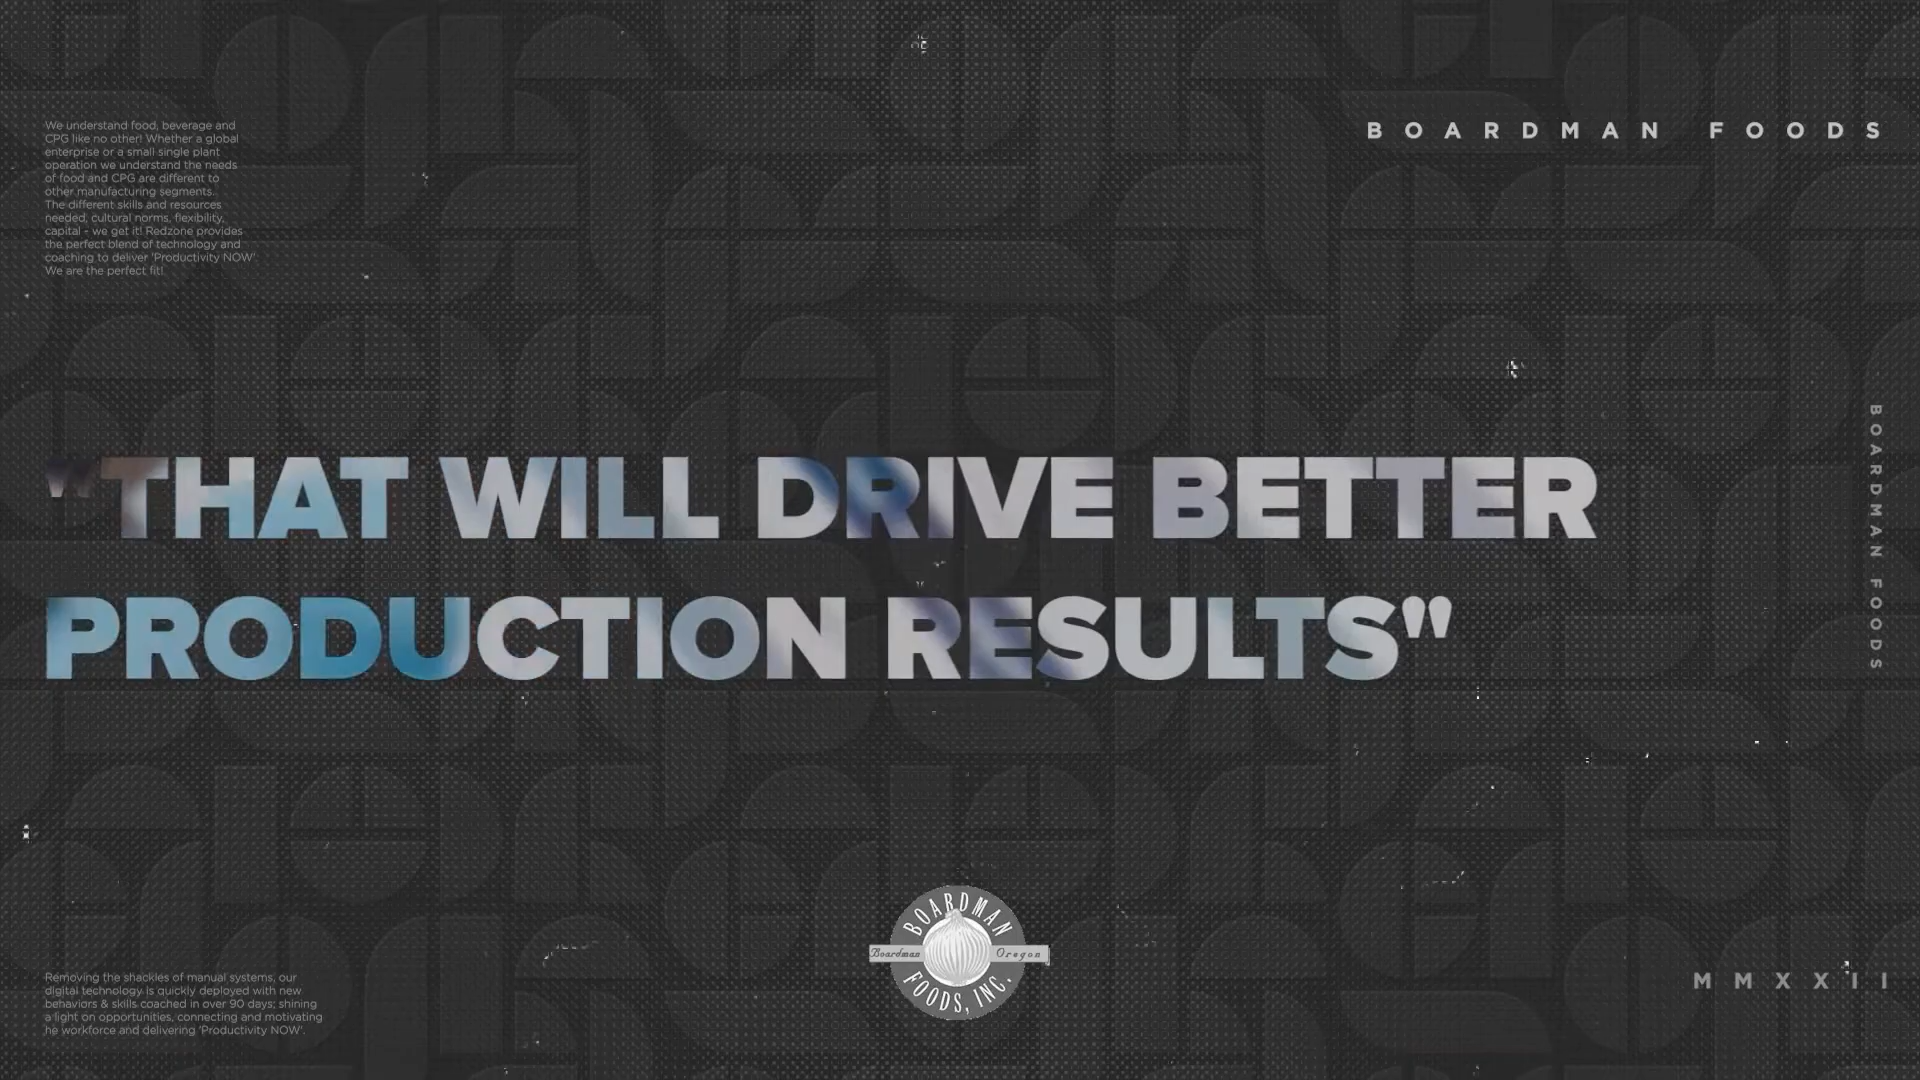 We understand food, beverage and
CPG like no other! Whether a global
enterprise or a small single plant
operation we understand the needs
of food and CPG are different to
other manufacturing segments.
The different skills and resources
needed, cultural norms, flexibility,
capital - we get it! Redzone provides
the perfect blend of technology and
coaching to deliver 'Productivity NOW'.
We are the perfect fit!
BOARDMAN FOODS
BOARDMAN FOODS
"THAT WILL DRIVE BETTER
PRODUCTION RESULTS"
BOARDMAN
Boardman Oregon
FOODS, INC.
Removing the shackles of manual systems, our
digital technology is quickly deployed with new
behaviors & skills coached in over 90 days; shining
a light on opportunities, connecting and motivating
he workforce and delivering 'Productivity NOW'.
MMXXII